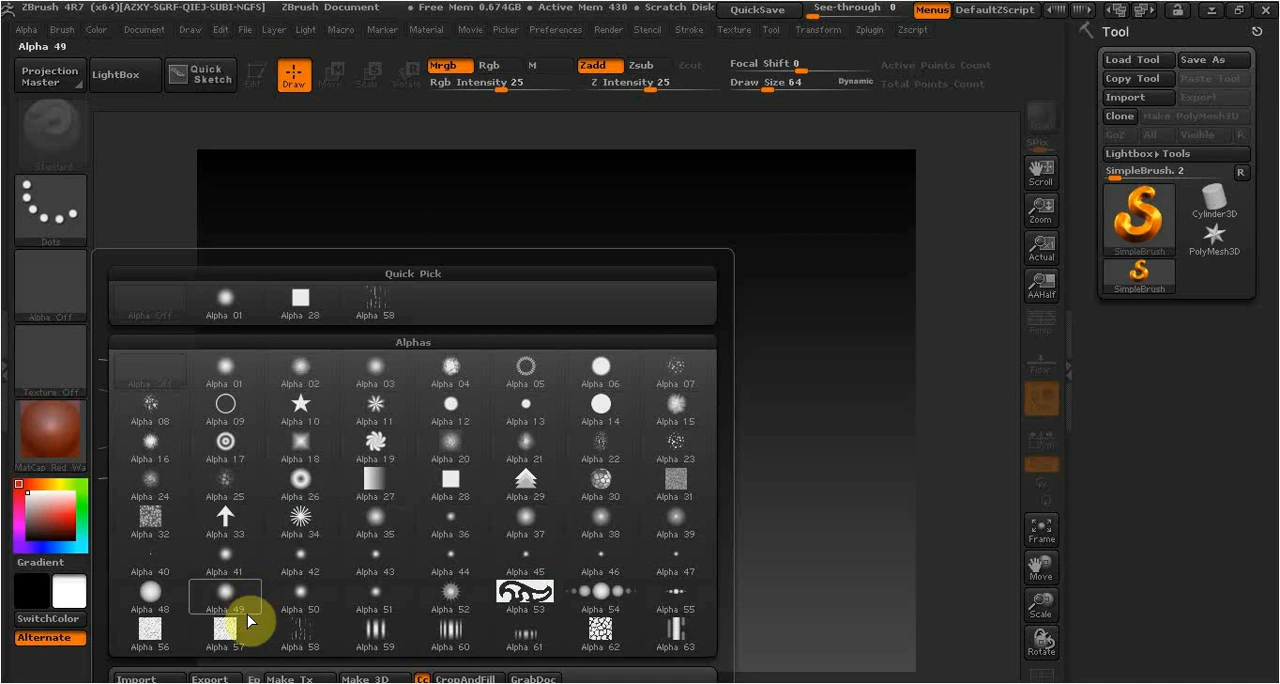 ZBrush 4R7 (x64)[AZXY-SGRF-QIEJ-SUBI-NGFS] ZBrush Document • Free Mem 0.674GB • Active Mem 430 • Scratch Disk QuickSave See-through 0 Menus DefaultZScript
Alpha Brush Color Document Draw Edit File Layer Light Macro Marker Material Movie Picker Preferences Render Stencil Stroke Texture Tool Transform Zplugin Zscript
Alpha 49
Projection Master LightBox Quick Sketch Edit Draw Move Scale Rotate
Mrgb Rgb M Zadd Zsub Zcut Focal Shift 0 Active Points Count
Rgb Intensity 25 Z Intensity 25 Draw Size 64 Dynamic Total Points Count
Standard
Dots
Alpha Off
Texture Off
MatCap Red Wa
Gradient
SwitchColor
Alternate
Quick Pick
Alpha Off Alpha 01 Alpha 28 Alpha 58
Alphas
Alpha Off Alpha 01 Alpha 02 Alpha 03 Alpha 04 Alpha 05 Alpha 06 Alpha 07
Alpha 08 Alpha 09 Alpha 10 Alpha 11 Alpha 12 Alpha 13 Alpha 14 Alpha 15
Alpha 16 Alpha 17 Alpha 18 Alpha 19 Alpha 20 Alpha 21 Alpha 22 Alpha 23
Alpha 24 Alpha 25 Alpha 26 Alpha 27 Alpha 28 Alpha 29 Alpha 30 Alpha 31
Alpha 32 Alpha 33 Alpha 34 Alpha 35 Alpha 36 Alpha 37 Alpha 38 Alpha 39
Alpha 40 Alpha 41 Alpha 42 Alpha 43 Alpha 44 Alpha 45 Alpha 46 Alpha 47
Alpha 48 Alpha 49 Alpha 50 Alpha 51 Alpha 52 Alpha 53 Alpha 54 Alpha 55
Alpha 56 Alpha 57 Alpha 58 Alpha 59 Alpha 60 Alpha 61 Alpha 62 Alpha 63
Import Export Ep Make Tx Make 3D Cc CropAndFill GrabDoc
SPix
Scroll
Zoom
Actual
AAHalf
Persp
Floor
Frame
Move
Scale
Rotate
Tool
Load Tool Save As
Copy Tool Paste Tool
Import Export
Clone Make PolyMesh3D
GoZ All Visible R
Lightbox▸Tools
SimpleBrush. 2 R
SimpleBrush Cylinder3D
PolyMesh3D
SimpleBrush